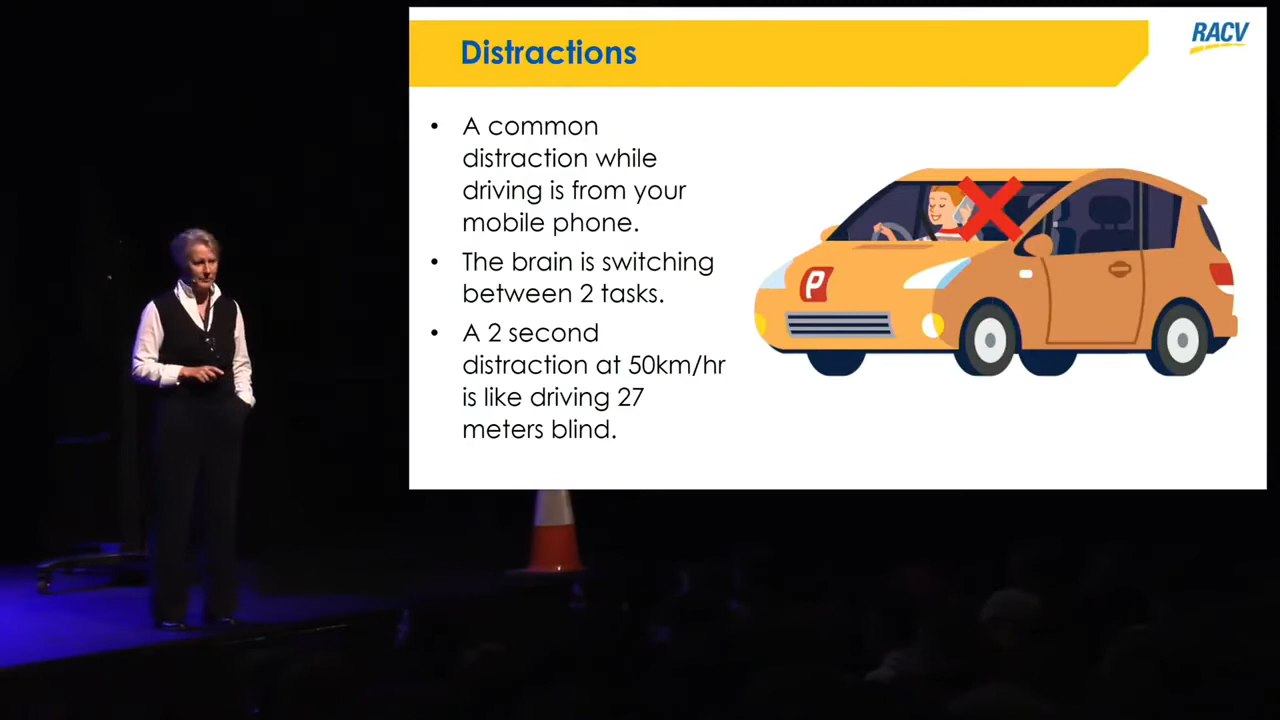 Distractions
RACV
• A common
distraction while
driving is from your
mobile phone.
• The brain is switching
between 2 tasks.
• A 2 second
distraction at 50km/hr
is like driving 27
meters blind.
P